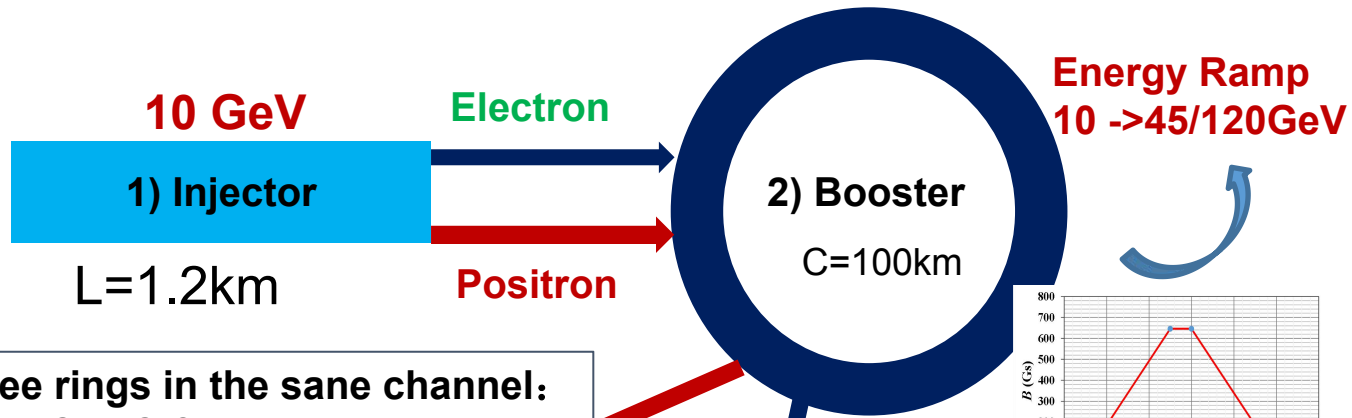 Energy Ramp
10 ->45/120GeV
10 GeV
Electron
1) Injector
2) Booster
C=100km
L=1.2km
Positron
800
700
600
500
400
300
B (Gs)
ee rings in the sane channel：